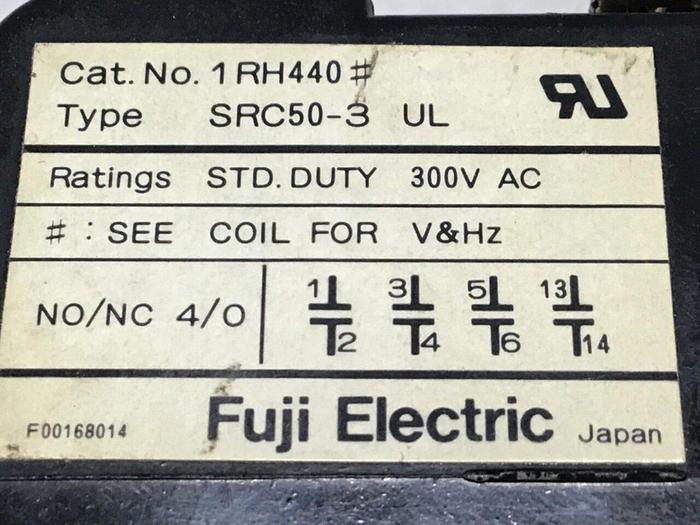 Cat. No. 1RH440#
Type SRC50-3 UL
RU
Ratings STD. DUTY 300V AC
# : SEE COIL FOR V&Hz
NO/NC 4/0 1 3 5 13
2 4 6 14
F00168014 Fuji Electric Japan